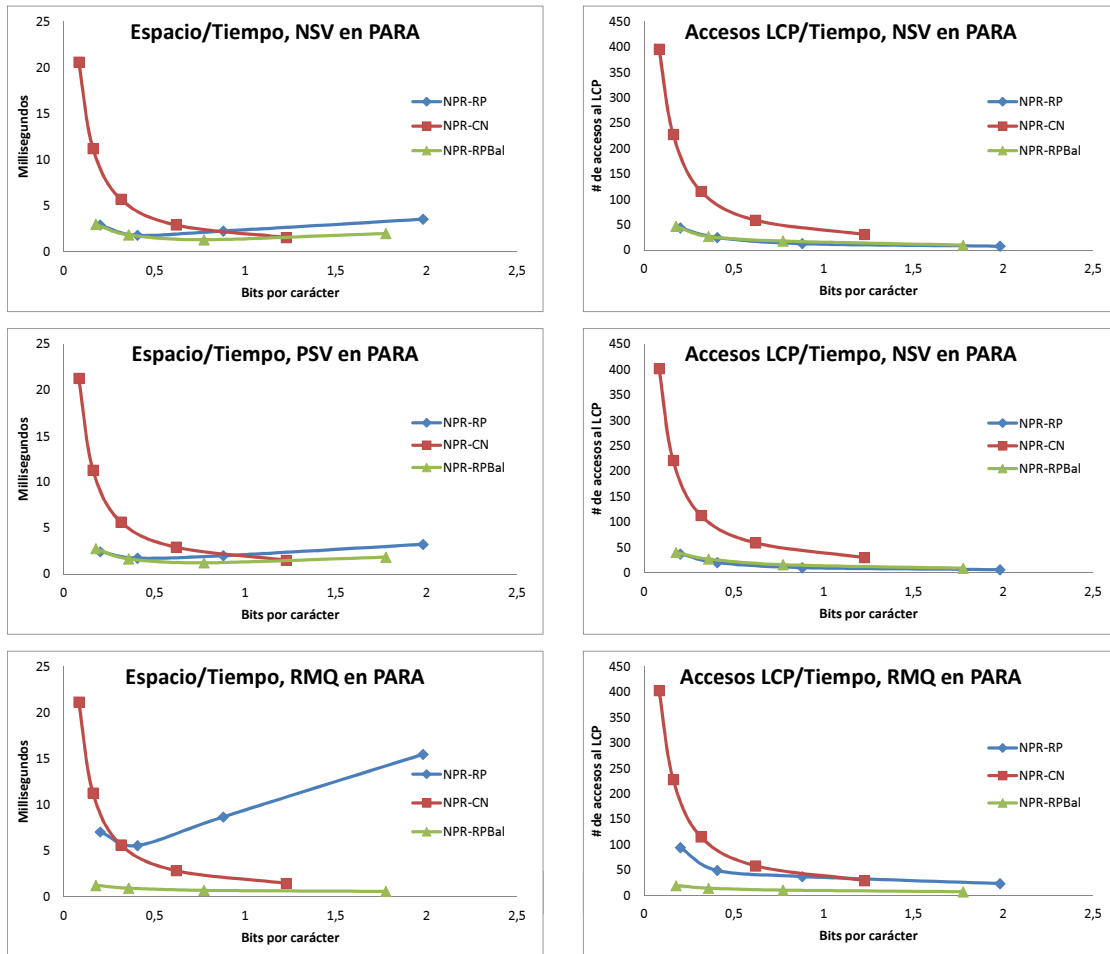 Espacio/Tiempo, NSV en PARA
Millisegundos
25
20
15
10
5
0
0
0,5
1
1,5
2
2,5
Bits por carácter
NPR-RP
NPR-CN
NPR-RPBal
Accesos LCP/Tiempo, NSV en PARA
# de accesos al LCP
450
400
350
300
250
200
150
100
50
0
0
0,5
1
1,5
2
2,5
Bits por carácter
NPR-RP
NPR-CN
NPR-RPBal
Espacio/Tiempo, PSV en PARA
Millisegundos
25
20
15
10
5
0
0
0,5
1
1,5
2
2,5
Bits por carácter
NPR-RP
NPR-CN
NPR-RPBal
Accesos LCP/Tiempo, NSV en PARA
# de accesos al LCP
450
400
350
300
250
200
150
100
50
0
0
0,5
1
1,5
2
2,5
Bits por carácter
NPR-RP
NPR-CN
NPR-RPBal
Espacio/Tiempo, RMQ en PARA
Millisegundos
25
20
15
10
5
0
0
0,5
1
1,5
2
2,5
Bits por carácter
NPR-RP
NPR-CN
NPR-RPBal
Accesos LCP/Tiempo, RMQ en PARA
# de accesos al LCP
450
400
350
300
250
200
150
100
50
0
0
0,5
1
1,5
2
2,5
Bits por carácter
NPR-RP
NPR-CN
NPR-RPBal